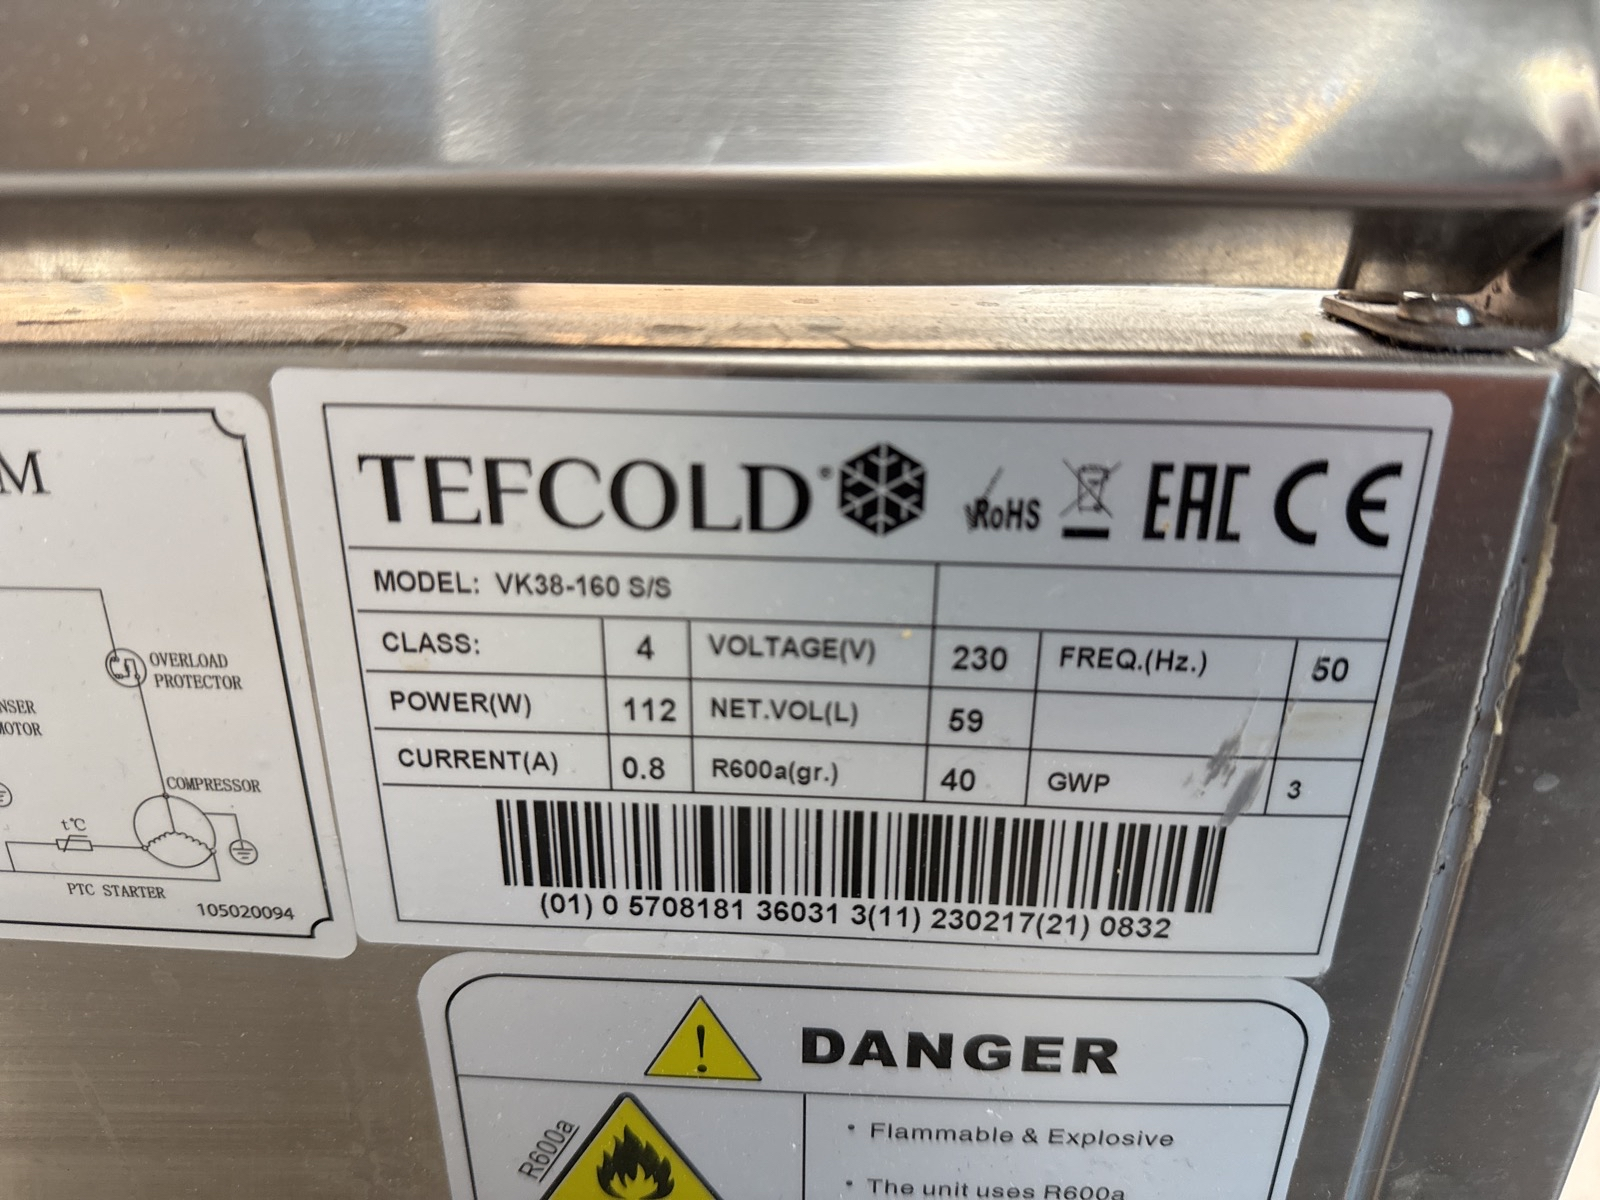 M
OVERLOAD
PROTECTOR
NSER
MOTOR
COMPRESSOR
t°C
PTC STARTER
105020094
TEFCOLD® RoHS EAC CE
MODEL: VK38-160 S/S
CLASS: 4 VOLTAGE(V) 230 FREQ.(Hz.) 50
POWER(W) 112 NET.VOL(L) 59
CURRENT(A) 0.8 R600a(gr.) 40 GWP 3
(01) 0 5708181 36031 3(11) 230217(21) 0832
! DANGER
R600a
• Flammable & Explosive
• The unit uses R600a